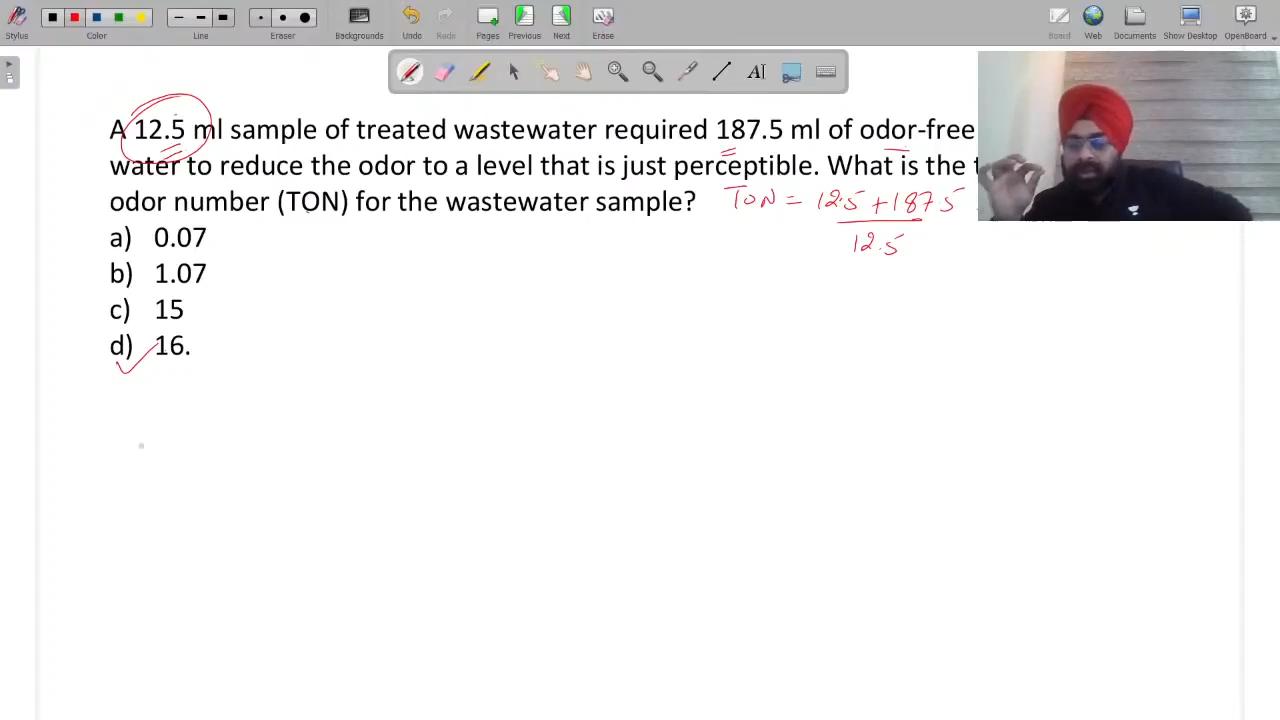 Stylus Color Line Eraser Backgrounds Undo Redo Pages Previous Next Erase Board Web Documents Show Desktop OpenBoard
A 12.5 ml sample of treated wastewater required 187.5 ml of odor-free
water to reduce the odor to a level that is just perceptible. What is the t
odor number (TON) for the wastewater sample?
TON = 12.5 + 187.5
12.5
a) 0.07
b) 1.07
c) 15
d) 16.